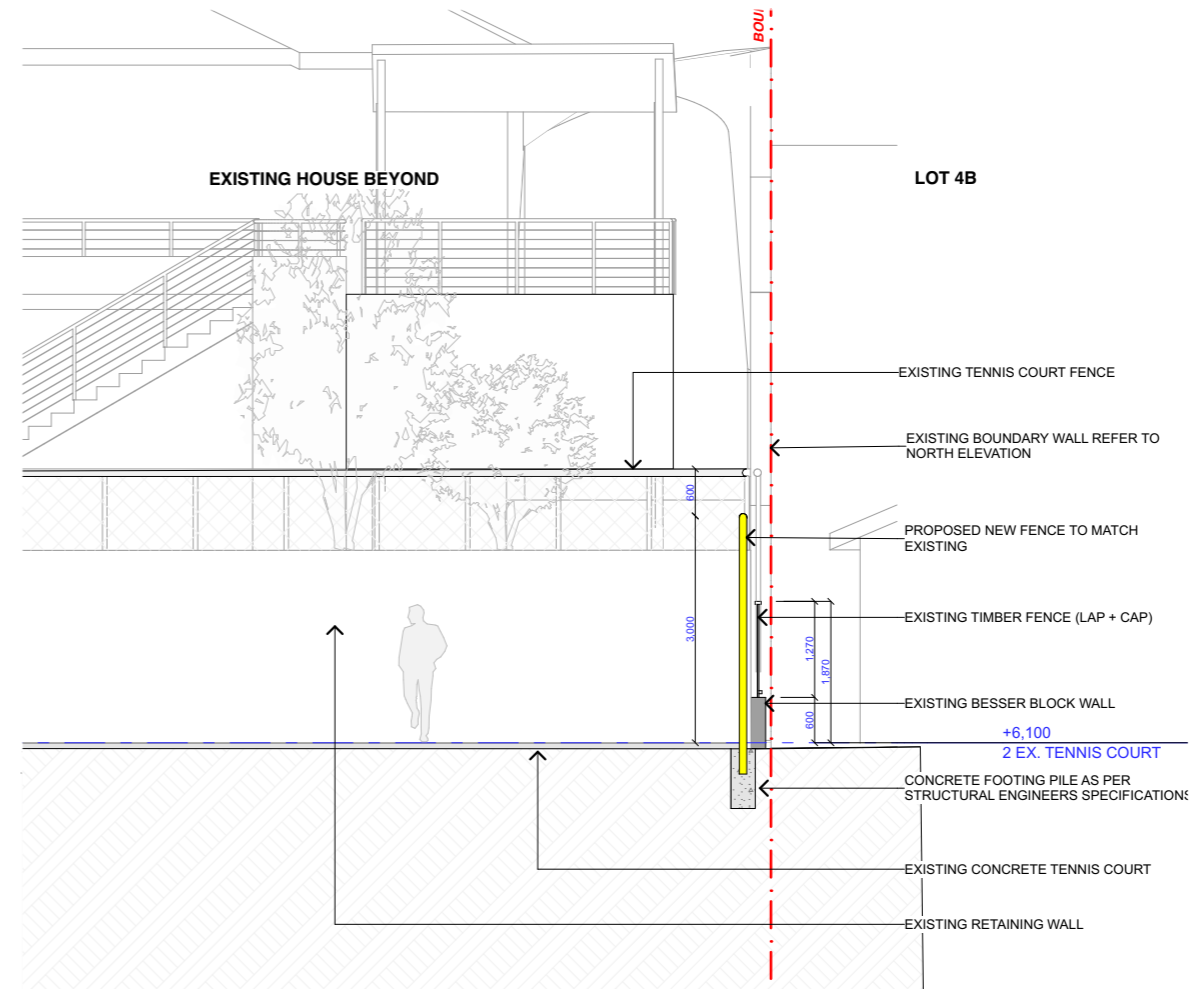 BOU
EXISTING HOUSE BEYOND
LOT 4B
EXISTING TENNIS COURT FENCE
EXISTING BOUNDARY WALL REFER TO
NORTH ELEVATION
600
PROPOSED NEW FENCE TO MATCH
EXISTING
3,000
EXISTING TIMBER FENCE (LAP + CAP)
1,270
1,870
600
EXISTING BESSER BLOCK WALL
+6,100
2 EX. TENNIS COURT
CONCRETE FOOTING PILE AS PER
STRUCTURAL ENGINEERS SPECIFICATIONS
EXISTING CONCRETE TENNIS COURT
EXISTING RETAINING WALL